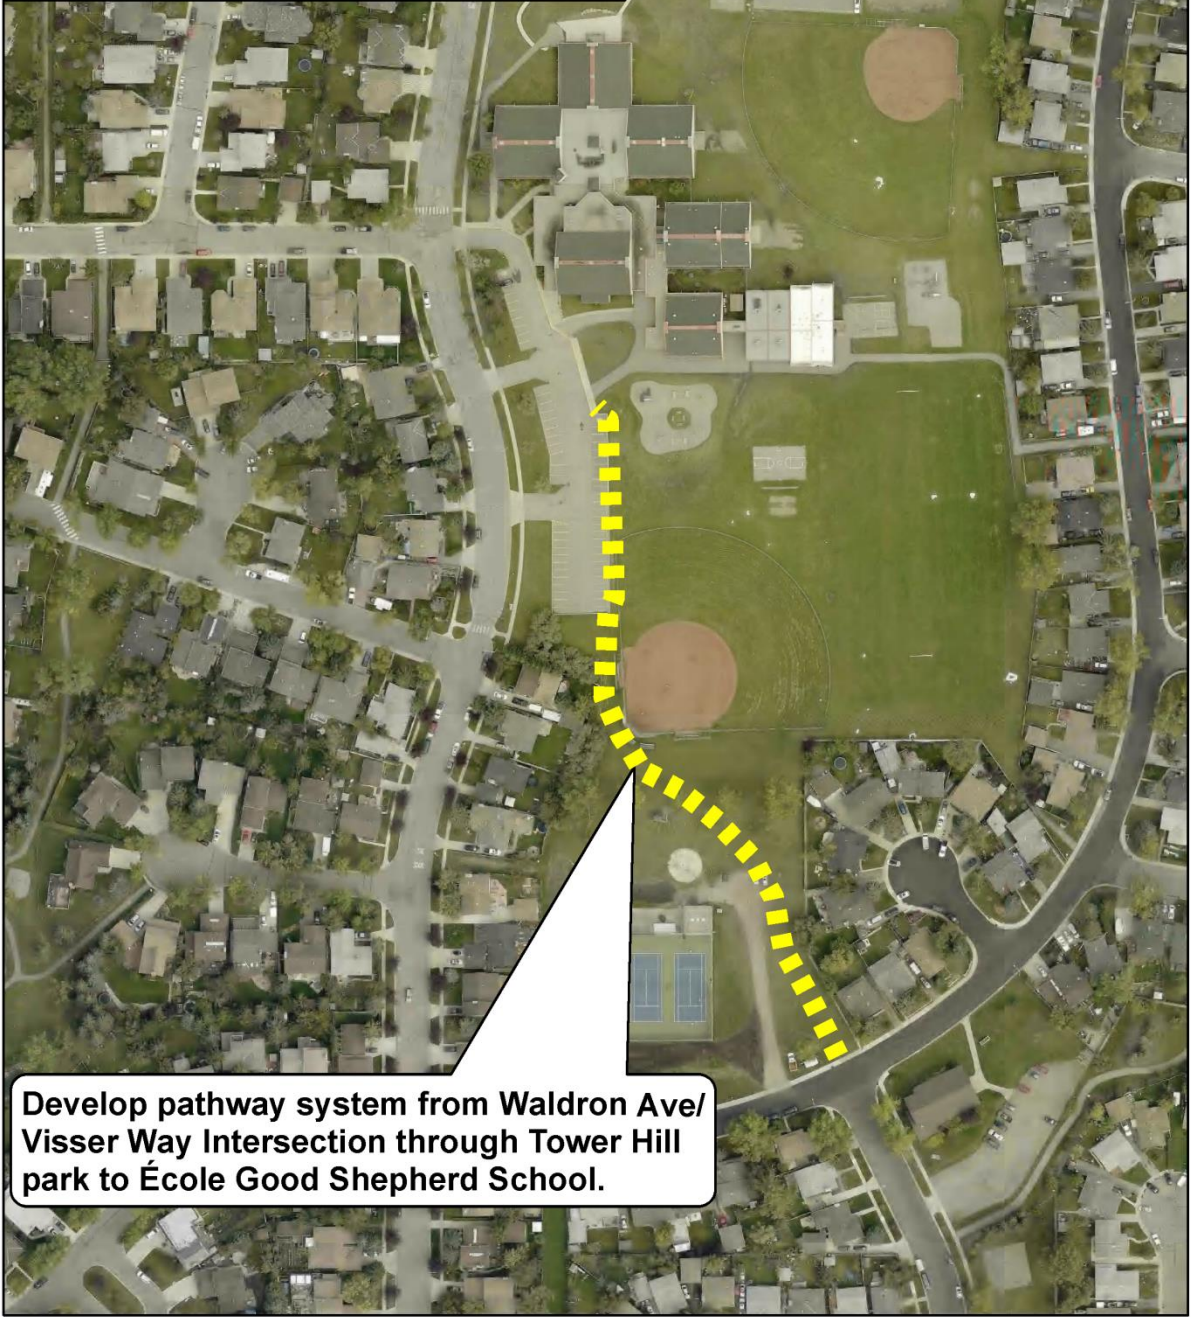 Develop pathway system from Waldron Ave/
Visser Way Intersection through Tower Hill
park to École Good Shepherd School.